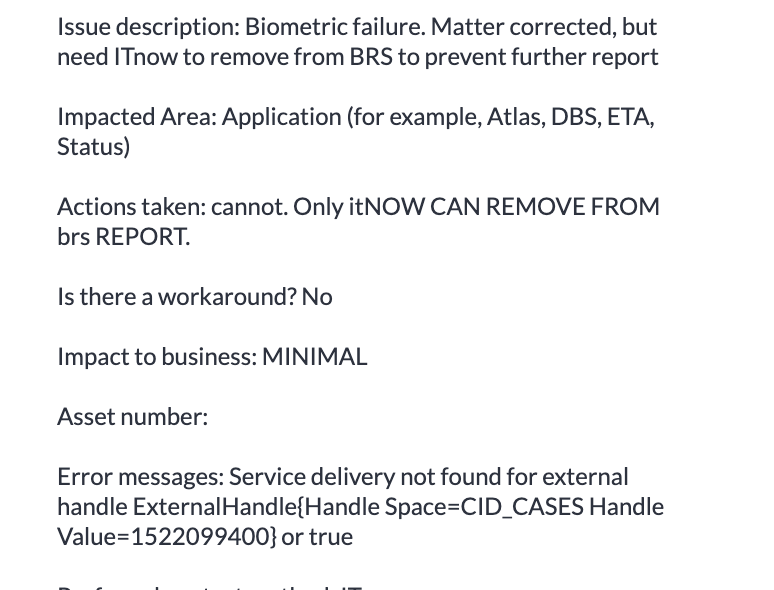 Issue description: Biometric failure. Matter corrected, but
need ITnow to remove from BRS to prevent further report
Impacted Area: Application (for example, Atlas, DBS, ETA,
Status)
Actions taken: cannot. Only itNOW CAN REMOVE FROM
brs REPORT.
Is there a workaround? No
Impact to business: MINIMAL
Asset number:
Error messages: Service delivery not found for external
handle ExternalHandle{Handle Space=CID_CASES Handle
Value=1522099400} or true